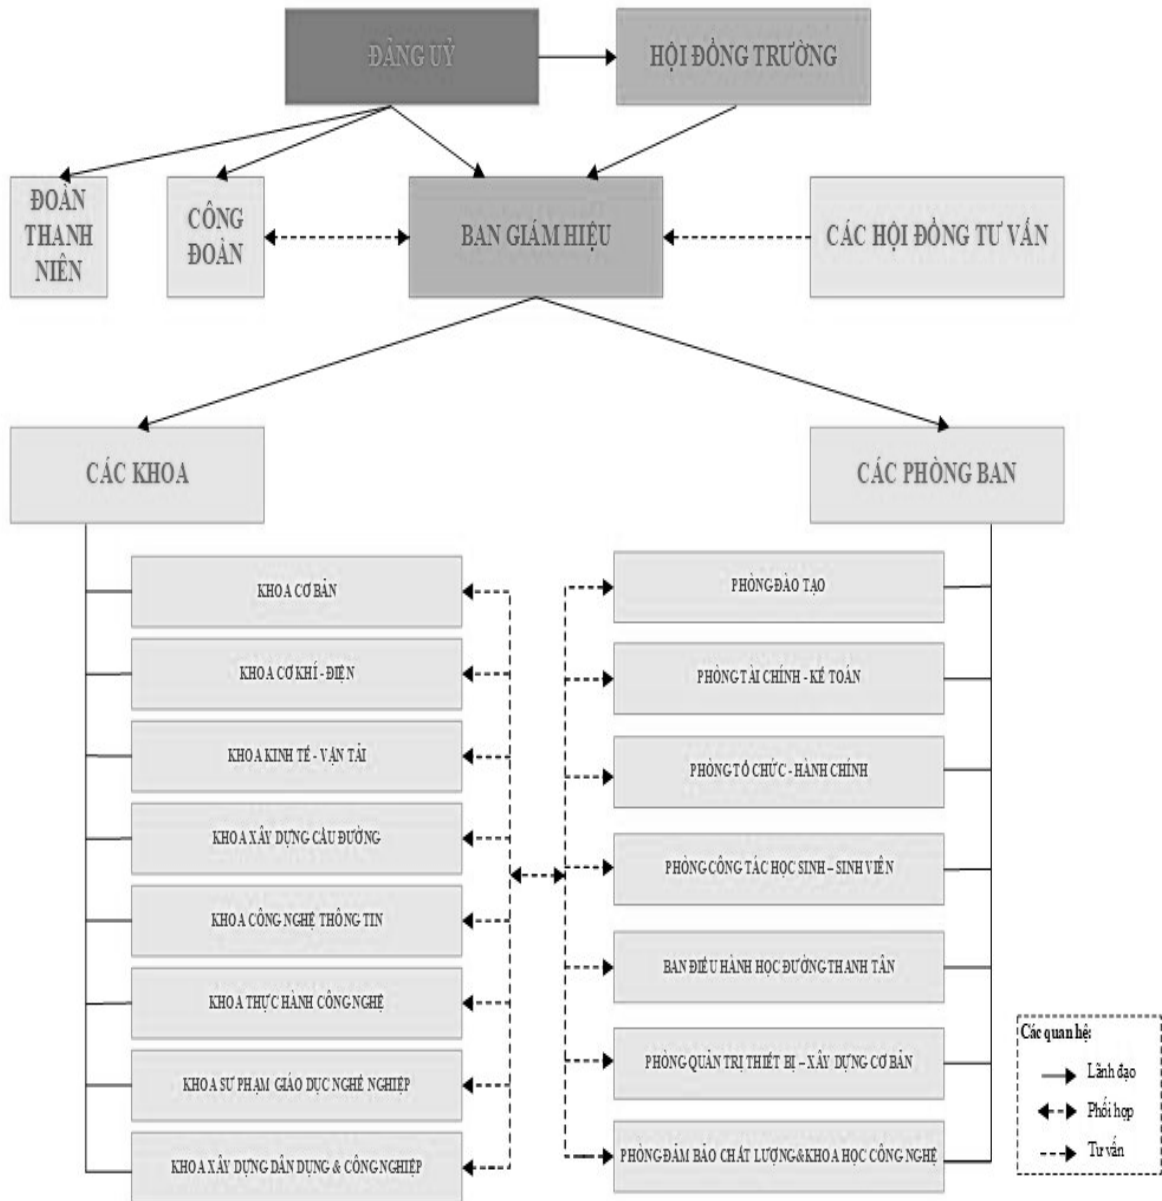 ĐẢNG UỶ
HỘI ĐỒNG TRƯỜNG
ĐOÀN
THANH
NIÊN
CÔNG
ĐOÀN
BAN GIÁM HIỆU
CÁC HỘI ĐỒNG TƯ VẤN
CÁC KHOA
CÁC PHÒNG BAN
KHOA CƠ BẢN
KHOA CƠ KHÍ - ĐIỆN
KHOA KINH TẾ - VẬN TẢI
KHOA XÂY DỰNG CẦU ĐƯỜNG
KHOA CÔNG NGHỆ THÔNG TIN
KHOA THỰC HÀNH CÔNG NGHỆ
KHOA SƯ PHẠM GIÁO DỤC NGHỀ NGHIỆP
KHOA XÂY DỰNG DÂN DỤNG & CÔNG NGHIỆP
PHÒNG ĐÀO TẠO
PHÒNG TÀI CHÍNH - KẾ TOÁN
PHÒNG TỔ CHỨC - HÀNH CHÍNH
PHÒNG CÔNG TÁC HỌC SINH – SINH VIÊN
BAN ĐIỀU HÀNH HỌC ĐƯỜNG THANH TÂN
PHÒNG QUẢN TRỊ THIẾT BỊ – XÂY DỰNG CƠ BẢN
PHÒNG ĐẢM BẢO CHẤT LƯỢNG&KHOA HỌC CÔNG NGHỆ
Các quan hệ:
Lãnh đạo
Phối hợp
Tư vấn